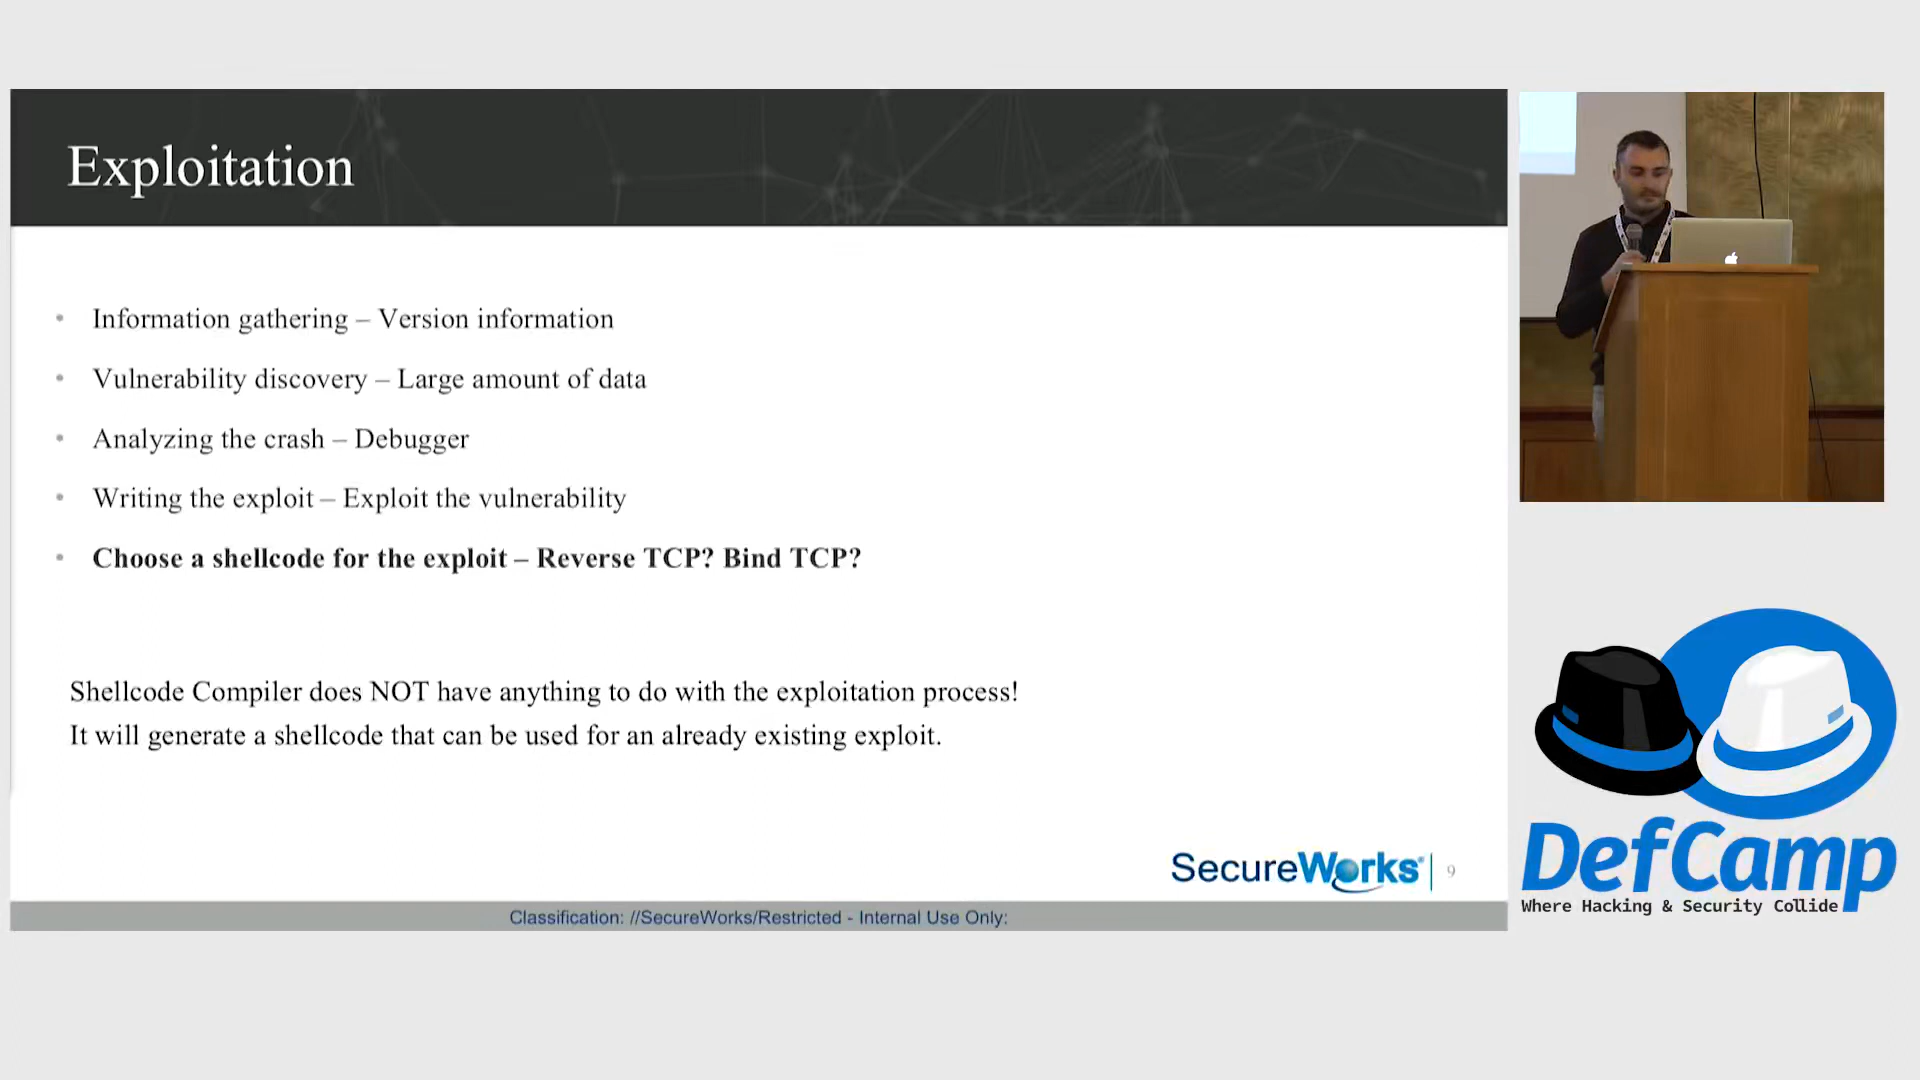 Exploitation
• Information gathering – Version information
• Vulnerability discovery – Large amount of data
• Analyzing the crash – Debugger
• Writing the exploit – Exploit the vulnerability
• Choose a shellcode for the exploit – Reverse TCP? Bind TCP?
Shellcode Compiler does NOT have anything to do with the exploitation process!
It will generate a shellcode that can be used for an already existing exploit.
SecureWorks
9
Classification: //SecureWorks/Restricted - Internal Use Only:
DefCamp
Where Hacking & Security Collide